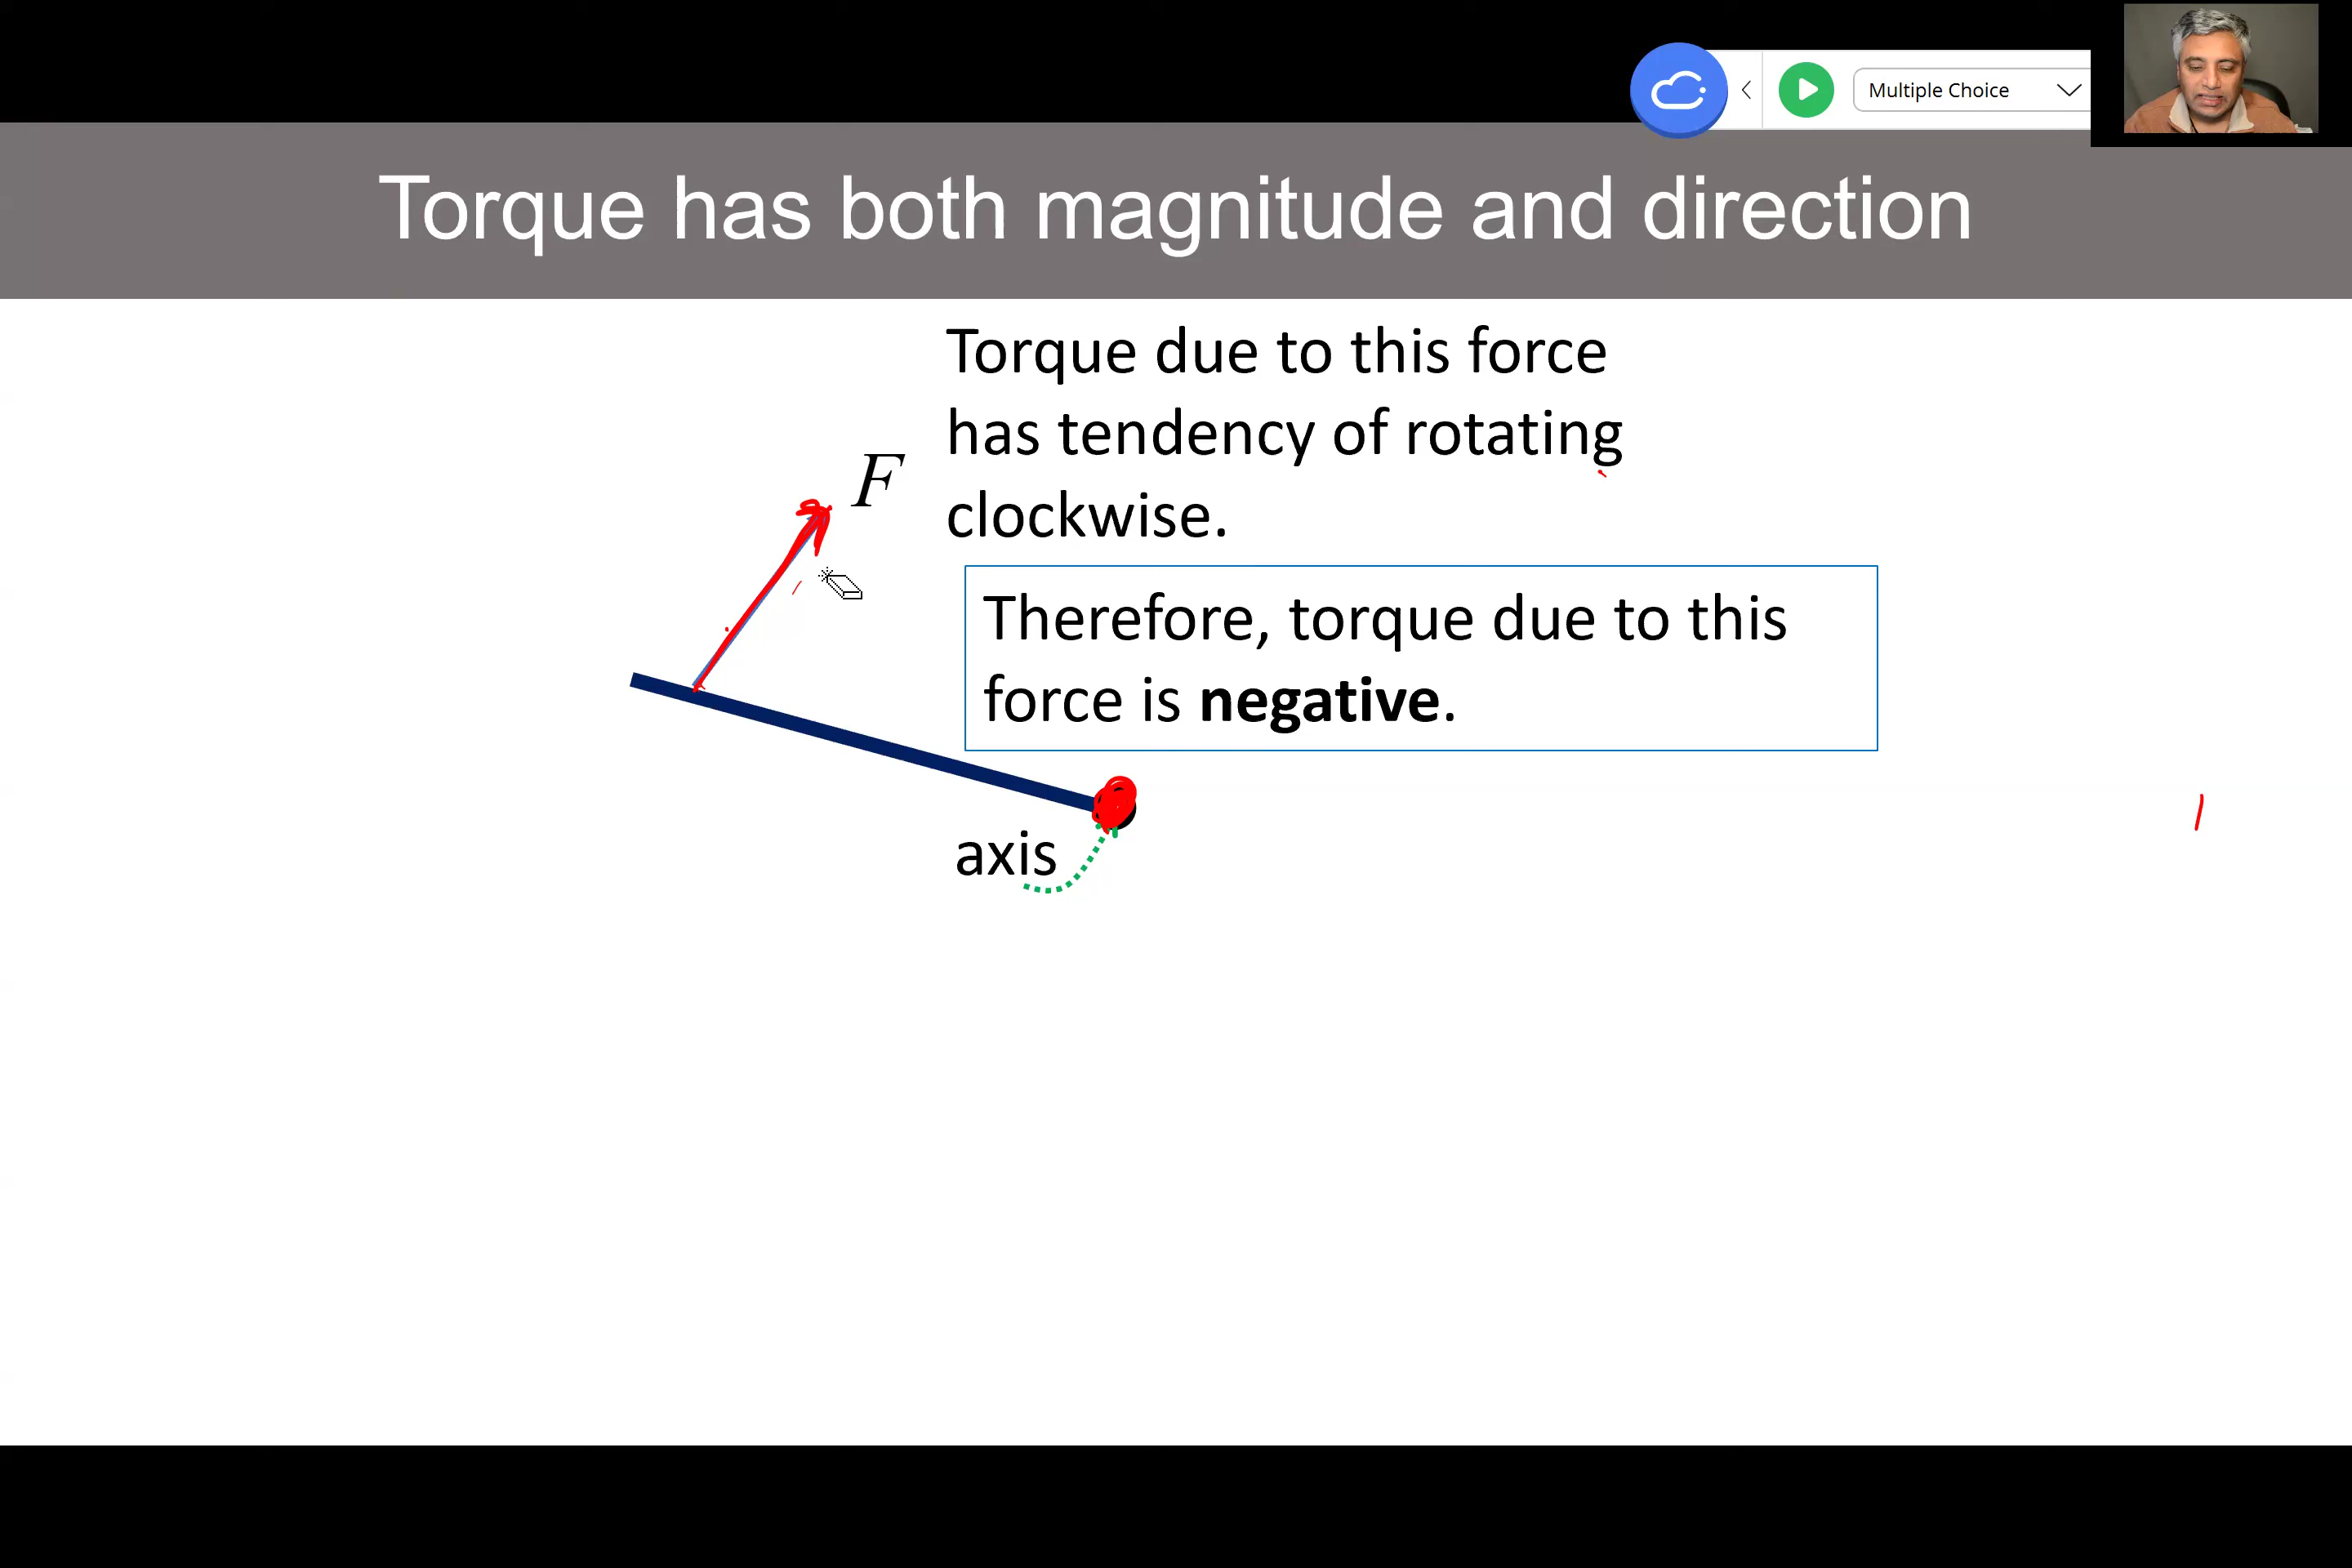 Multiple Choice
Torque has both magnitude and direction
Torque due to this force
has tendency of rotating
clockwise.
F
Therefore, torque due to this
force is negative.
axis